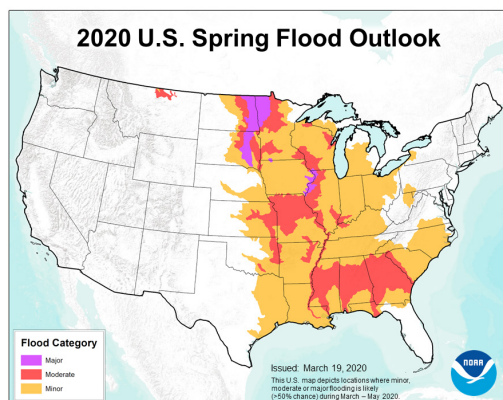 2020 U.S. Spring Flood Outlook
Flood Category
Major
Moderate
Minor
Issued: March 19, 2020
This U.S. map depicts locations where minor,
moderate or major flooding is likely
(>50% chance) during March – May 2020.
NOAA